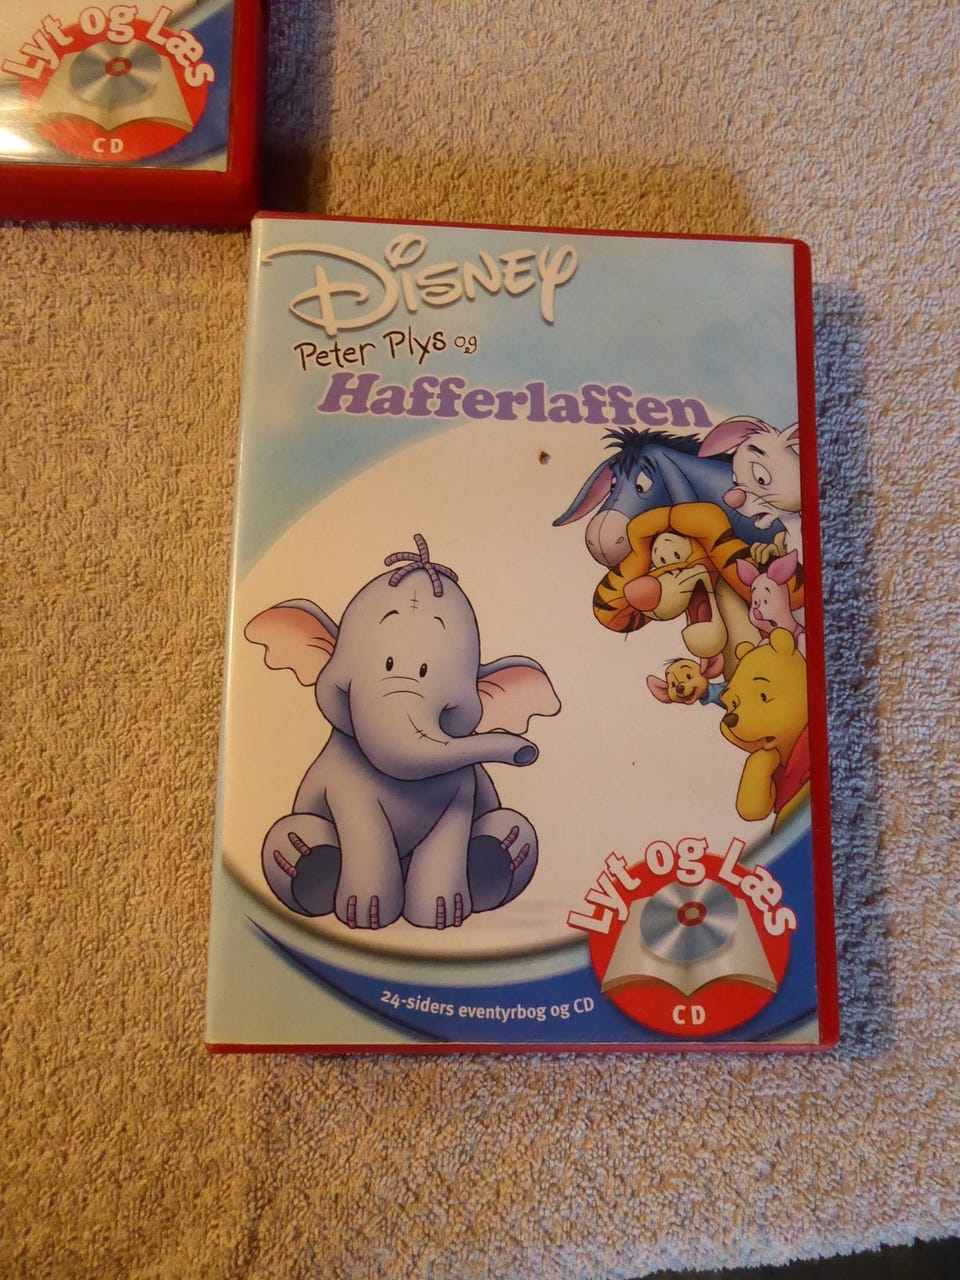 Lyt og Læs
CD
Disney
Peter Plys og
Hafferlaffen
Lyt og Læs
24-siders eventyrbog og CD
CD